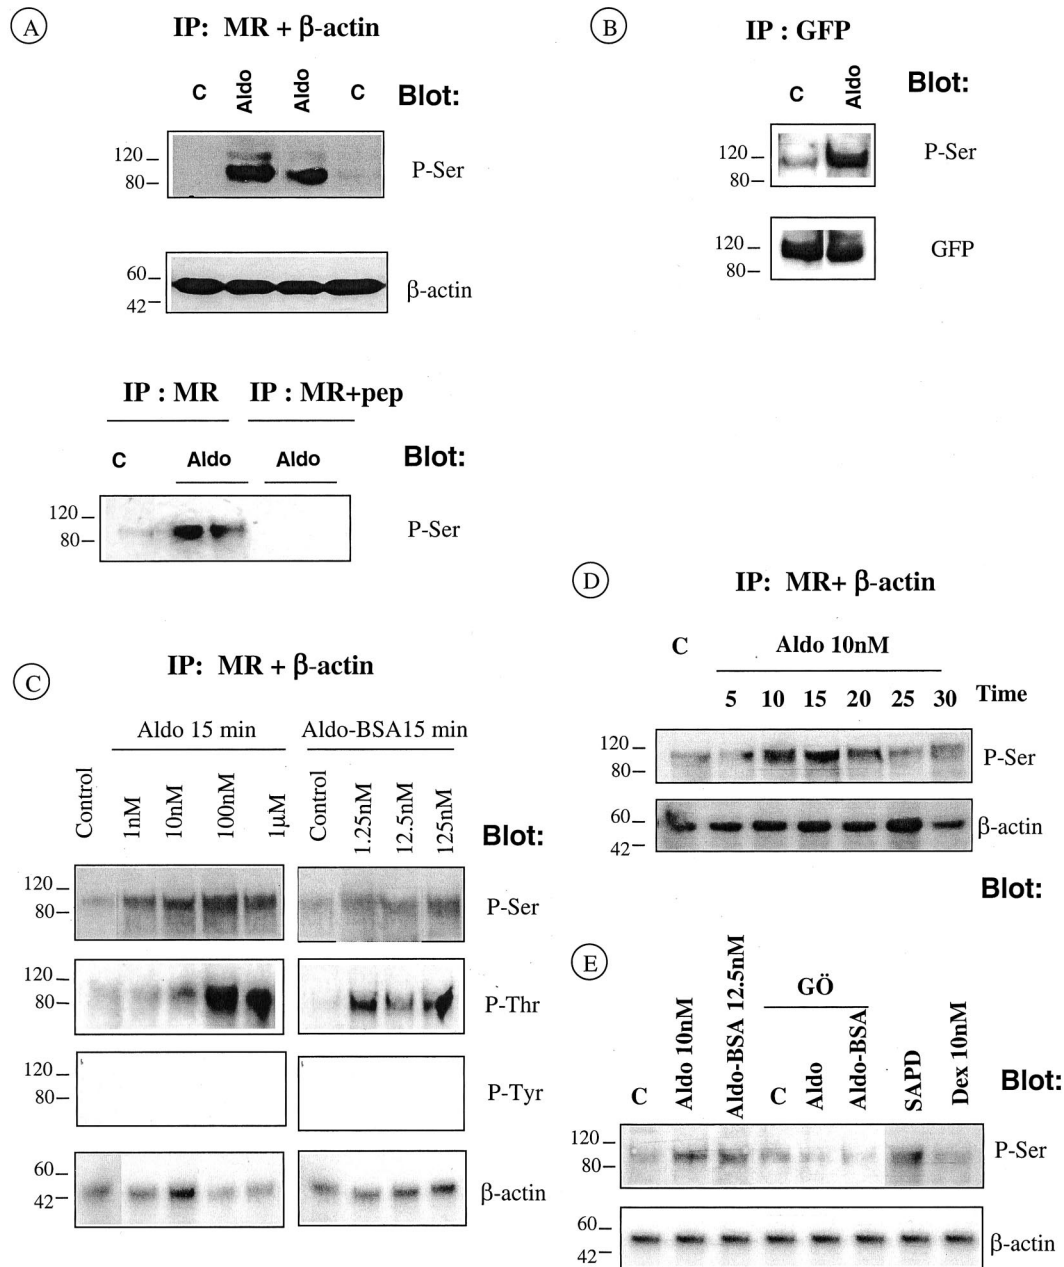 A
IP: MR + β-actin
C Aldo Aldo C Blot:
120
80
P-Ser
60
42
β-actin
IP : MR IP : MR+pep
C Aldo Aldo Blot:
120
80
P-Ser
B
IP : GFP
C Aldo Blot:
120
80
P-Ser
120
80
GFP
C
IP: MR + β-actin
Aldo 15 min Aldo-BSA15 min
Control 1nM 10nM 100nM 1µM Control 1.25nM 12.5nM 125nM Blot:
120
80
P-Ser
120
80
P-Thr
120
80
P-Tyr
60
42
β-actin
D
IP: MR+ β-actin
C Aldo 10nM
5 10 15 20 25 30 Time
120
80
P-Ser
60
42
β-actin
Blot:
E
GÖ
C Aldo 10nM Aldo-BSA 12.5nM C Aldo Aldo-BSA SAPD Dex 10nM Blot:
120
80
P-Ser
60
42
β-actin